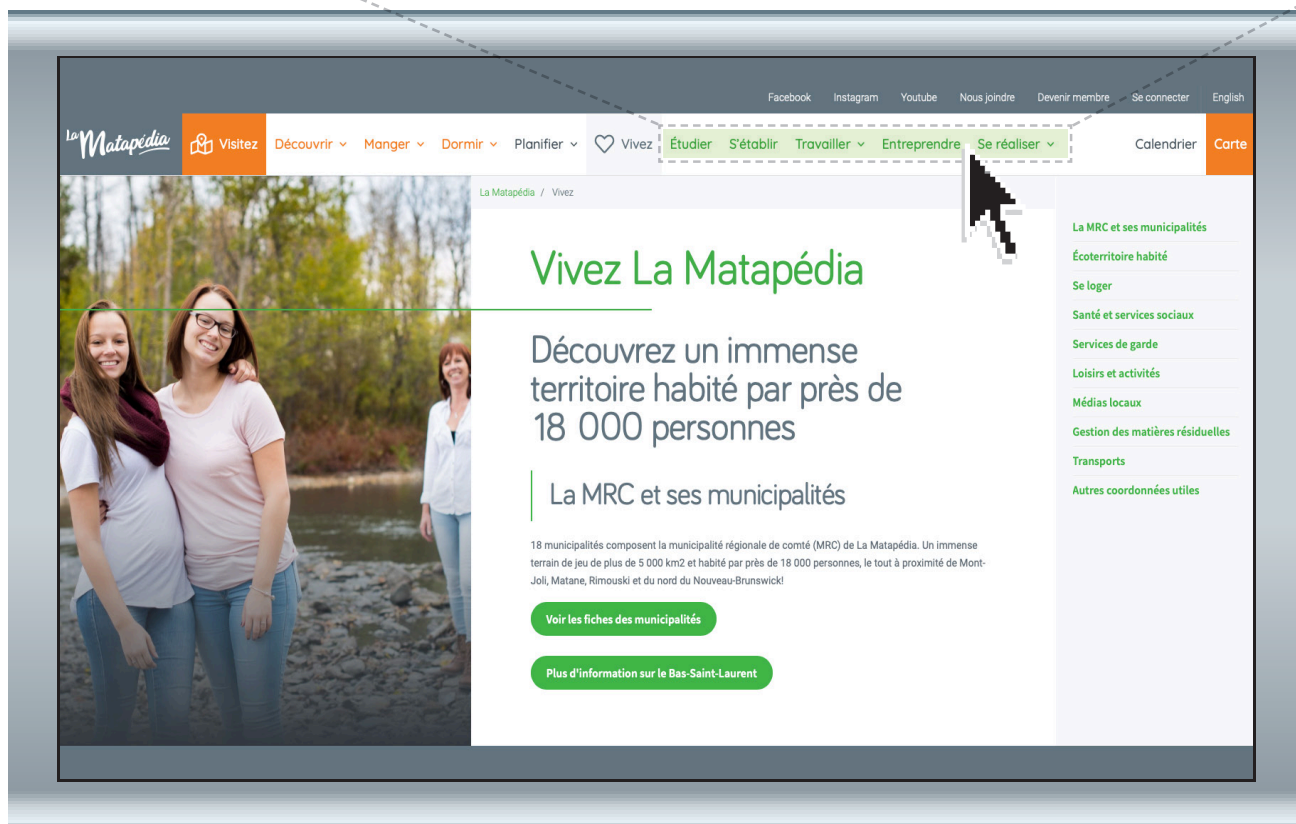 Facebook Instagram Youtube Nous joindre Devenir membre Se connecter English
La Matapédia Visitez Découvrir Manger Dormir Planifier Vivez Étudier S'établir Travailler Entreprendre Se réaliser Calendrier Carte
La Matapédia / Vivez
Vivez La Matapédia
Découvrez un immense
territoire habité par près de
18 000 personnes
La MRC et ses municipalités
18 municipalités composent la municipalité régionale de comté (MRC) de La Matapédia. Un immense
terrain de jeu de plus de 5 000 km2 et habité par près de 18 000 personnes, le tout à proximité de Mont-
Joli, Matane, Rimouski et du nord du Nouveau-Brunswick!
Voir les fiches des municipalités
Plus d'information sur le Bas-Saint-Laurent
La MRC et ses municipalités
Écoterritoire habité
Se loger
Santé et services sociaux
Services de garde
Loisirs et activités
Médias locaux
Gestion des matières résiduelles
Transports
Autres coordonnées utiles